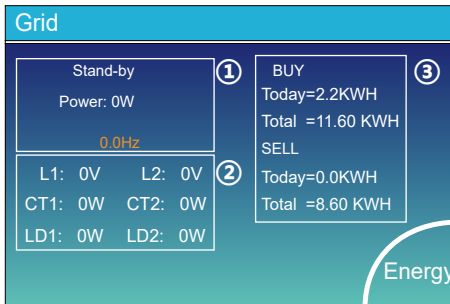 Grid
Stand-by
Power: 0W
0.0Hz
①
L1: 0V L2: 0V
CT1: 0W CT2: 0W
LD1: 0W LD2: 0W
②
BUY
Today=2.2KWH
Total =11.60 KWH
SELL
Today=0.0KWH
Total =8.60 KWH
③
Energy